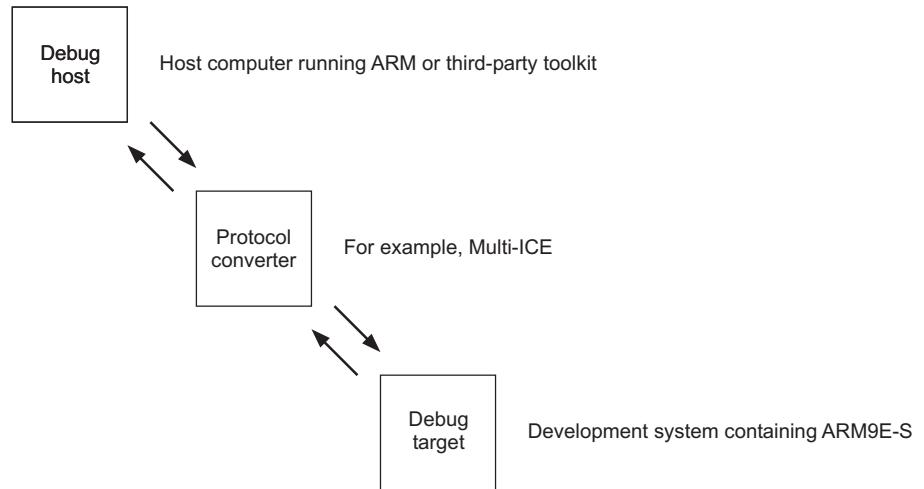 Debug
host
Host computer running ARM or third-party toolkit
Protocol
converter
For example, Multi-ICE
Debug
target
Development system containing ARM9E-S